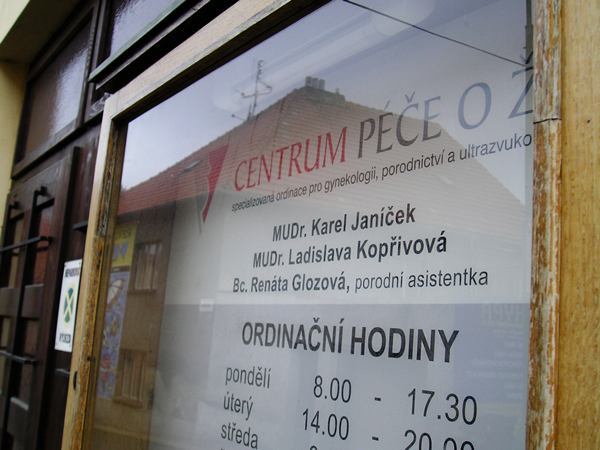 CENTRUM PÉČE O Ž
specializovaná ordinace pro gynekologii, porodnictví a ultrazvuko
MUDr. Karel Janíček
MUDr. Ladislava Kopřivová
Bc. Renáta Glozová, porodní asistentka
ORDINAČNÍ HODINY
pondělí 8.00 - 17.30
úterý 14.00 - 20.00
středa